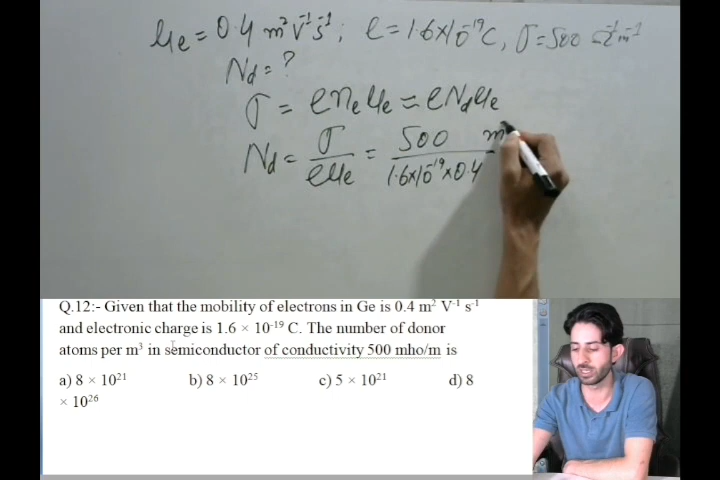 μe = 0.4 m² V⁻¹ s⁻¹ ; e = 1.6×10⁻¹⁹ C, σ = 500 Ω⁻¹ m⁻¹
Nd = ?
σ = e ne μe = e Nd μe
Nd = σ / e μe = 500 / 1.6×10⁻¹⁹ × 0.4 m
Q.12:- Given that the mobility of electrons in Ge is 0.4 m² V⁻¹ s⁻¹
and electronic charge is 1.6 × 10⁻¹⁹ C. The number of donor
atoms per m³ in semiconductor of conductivity 500 mho/m is
a) 8 × 10²¹ b) 8 × 10²⁵ c) 5 × 10²¹ d) 8
× 10²⁶